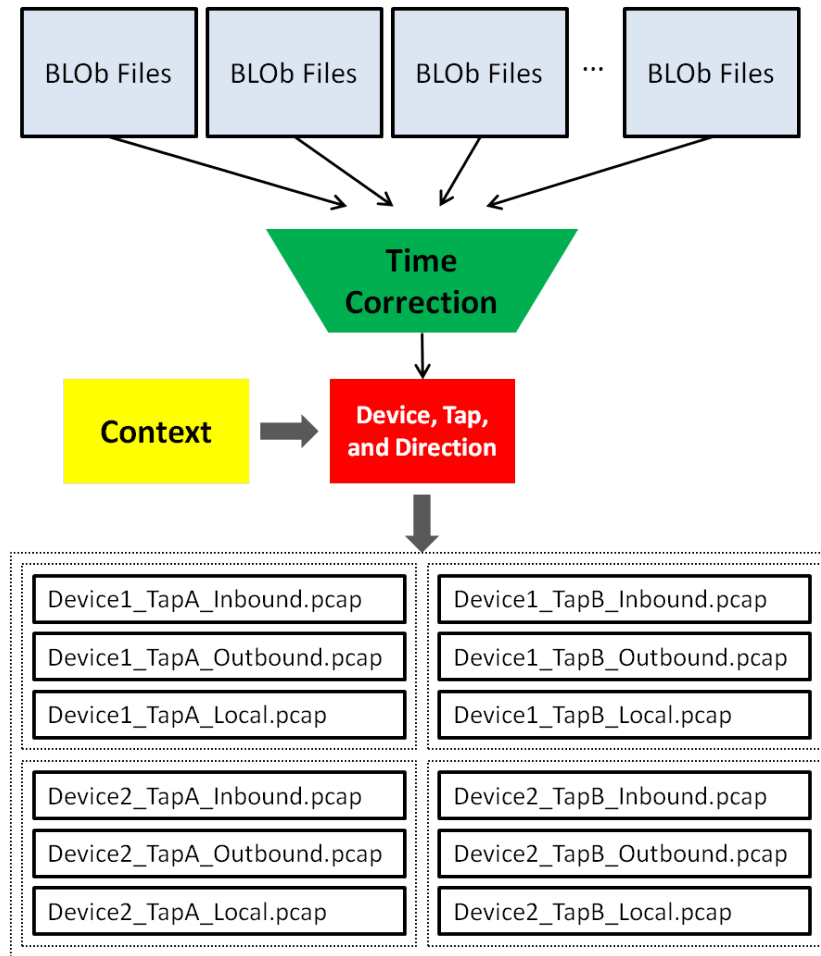 BLOb Files
BLOb Files
BLOb Files
...
BLOb Files
Time
Correction
Context
Device, Tap,
and Direction
Device1_TapA_Inbound.pcap
Device1_TapA_Outbound.pcap
Device1_TapA_Local.pcap
Device1_TapB_Inbound.pcap
Device1_TapB_Outbound.pcap
Device1_TapB_Local.pcap
Device2_TapA_Inbound.pcap
Device2_TapA_Outbound.pcap
Device2_TapA_Local.pcap
Device2_TapB_Inbound.pcap
Device2_TapB_Outbound.pcap
Device2_TapB_Local.pcap